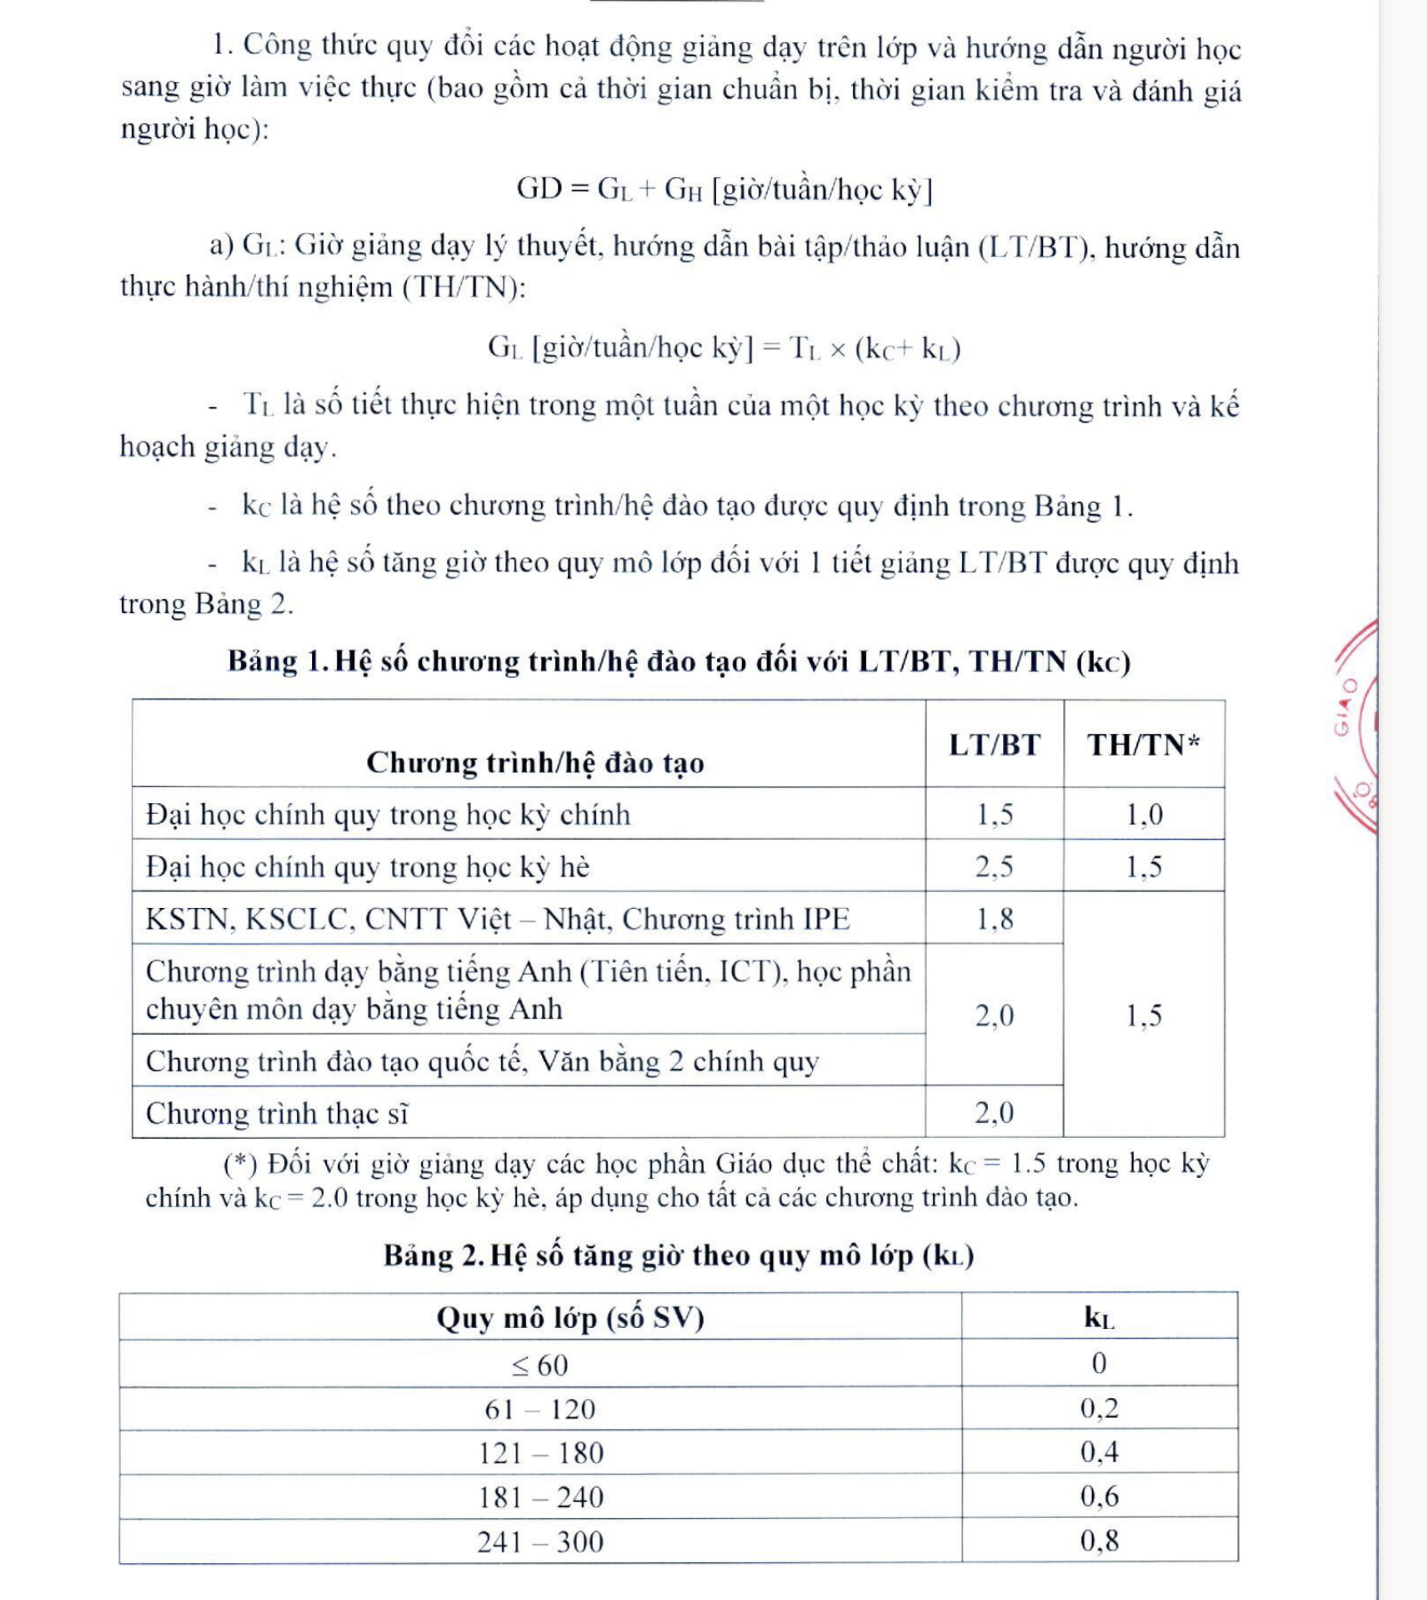 1. Công thức quy đổi các hoạt động giảng dạy trên lớp và hướng dẫn người học
sang giờ làm việc thực (bao gồm cả thời gian chuẩn bị, thời gian kiểm tra và đánh giá
người học):
GD = GL + GH [giờ/tuần/học kỳ]
a) GL: Giờ giảng dạy lý thuyết, hướng dẫn bài tập/thảo luận (LT/BT), hướng dẫn
thực hành/thí nghiệm (TH/TN):
GL [giờ/tuần/học kỳ] = TL × (kC+ kL)
- TL là số tiết thực hiện trong một tuần của một học kỳ theo chương trình và kế
hoạch giảng dạy.
- kC là hệ số theo chương trình/hệ đào tạo được quy định trong Bảng 1.
- kL là hệ số tăng giờ theo quy mô lớp đối với 1 tiết giảng LT/BT được quy định
trong Bảng 2.
Bảng 1. Hệ số chương trình/hệ đào tạo đối với LT/BT, TH/TN (kC)
Chương trình/hệ đào tạo LT/BT TH/TN*
Đại học chính quy trong học kỳ chính 1,5 1,0
Đại học chính quy trong học kỳ hè 2,5 1,5
KSTN, KSCLC, CNTT Việt – Nhật, Chương trình IPE 1,8
Chương trình dạy bằng tiếng Anh (Tiên tiến, ICT), học phần
chuyên môn dạy bằng tiếng Anh
2,0 1,5
Chương trình đào tạo quốc tế, Văn bằng 2 chính quy
Chương trình thạc sĩ 2,0
(*) Đối với giờ giảng dạy các học phần Giáo dục thể chất: kC = 1.5 trong học kỳ
chính và kC = 2.0 trong học kỳ hè, áp dụng cho tất cả các chương trình đào tạo.
Bảng 2. Hệ số tăng giờ theo quy mô lớp (kL)
Quy mô lớp (số SV) kL
≤ 60 0
61 – 120 0,2
121 – 180 0,4
181 – 240 0,6
241 – 300 0,8
BỘ GIAO